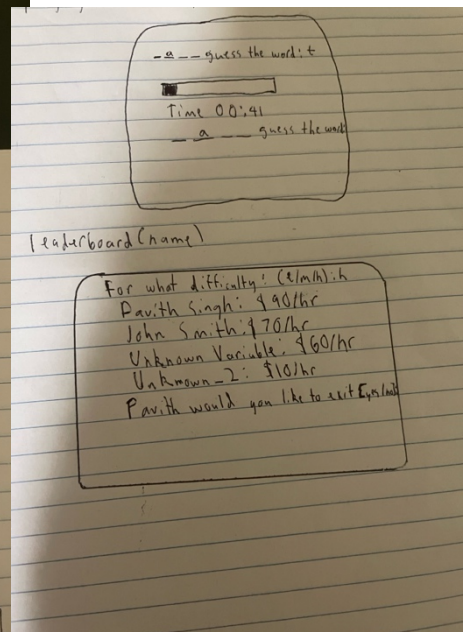 _ a _ _ guess the word: t
Time 00:41
_ a _ _ guess the word
leaderboard(name)
For what difficulty: (e/m/h): h
Pavith Singh: $90/hr
John Smith: $70/hr
Unknown Variable: $60/hr
Unknown_2: $10/hr
Pavith would you like to exit